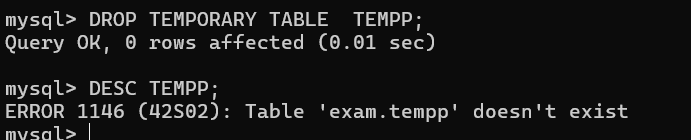 mysql> DROP TEMPORARY TABLE  TEMPP;
Query OK, 0 rows affected (0.01 sec)
mysql> DESC TEMPP;
ERROR 1146 (42S02): Table 'exam.tempp' doesn't exist
mysql>